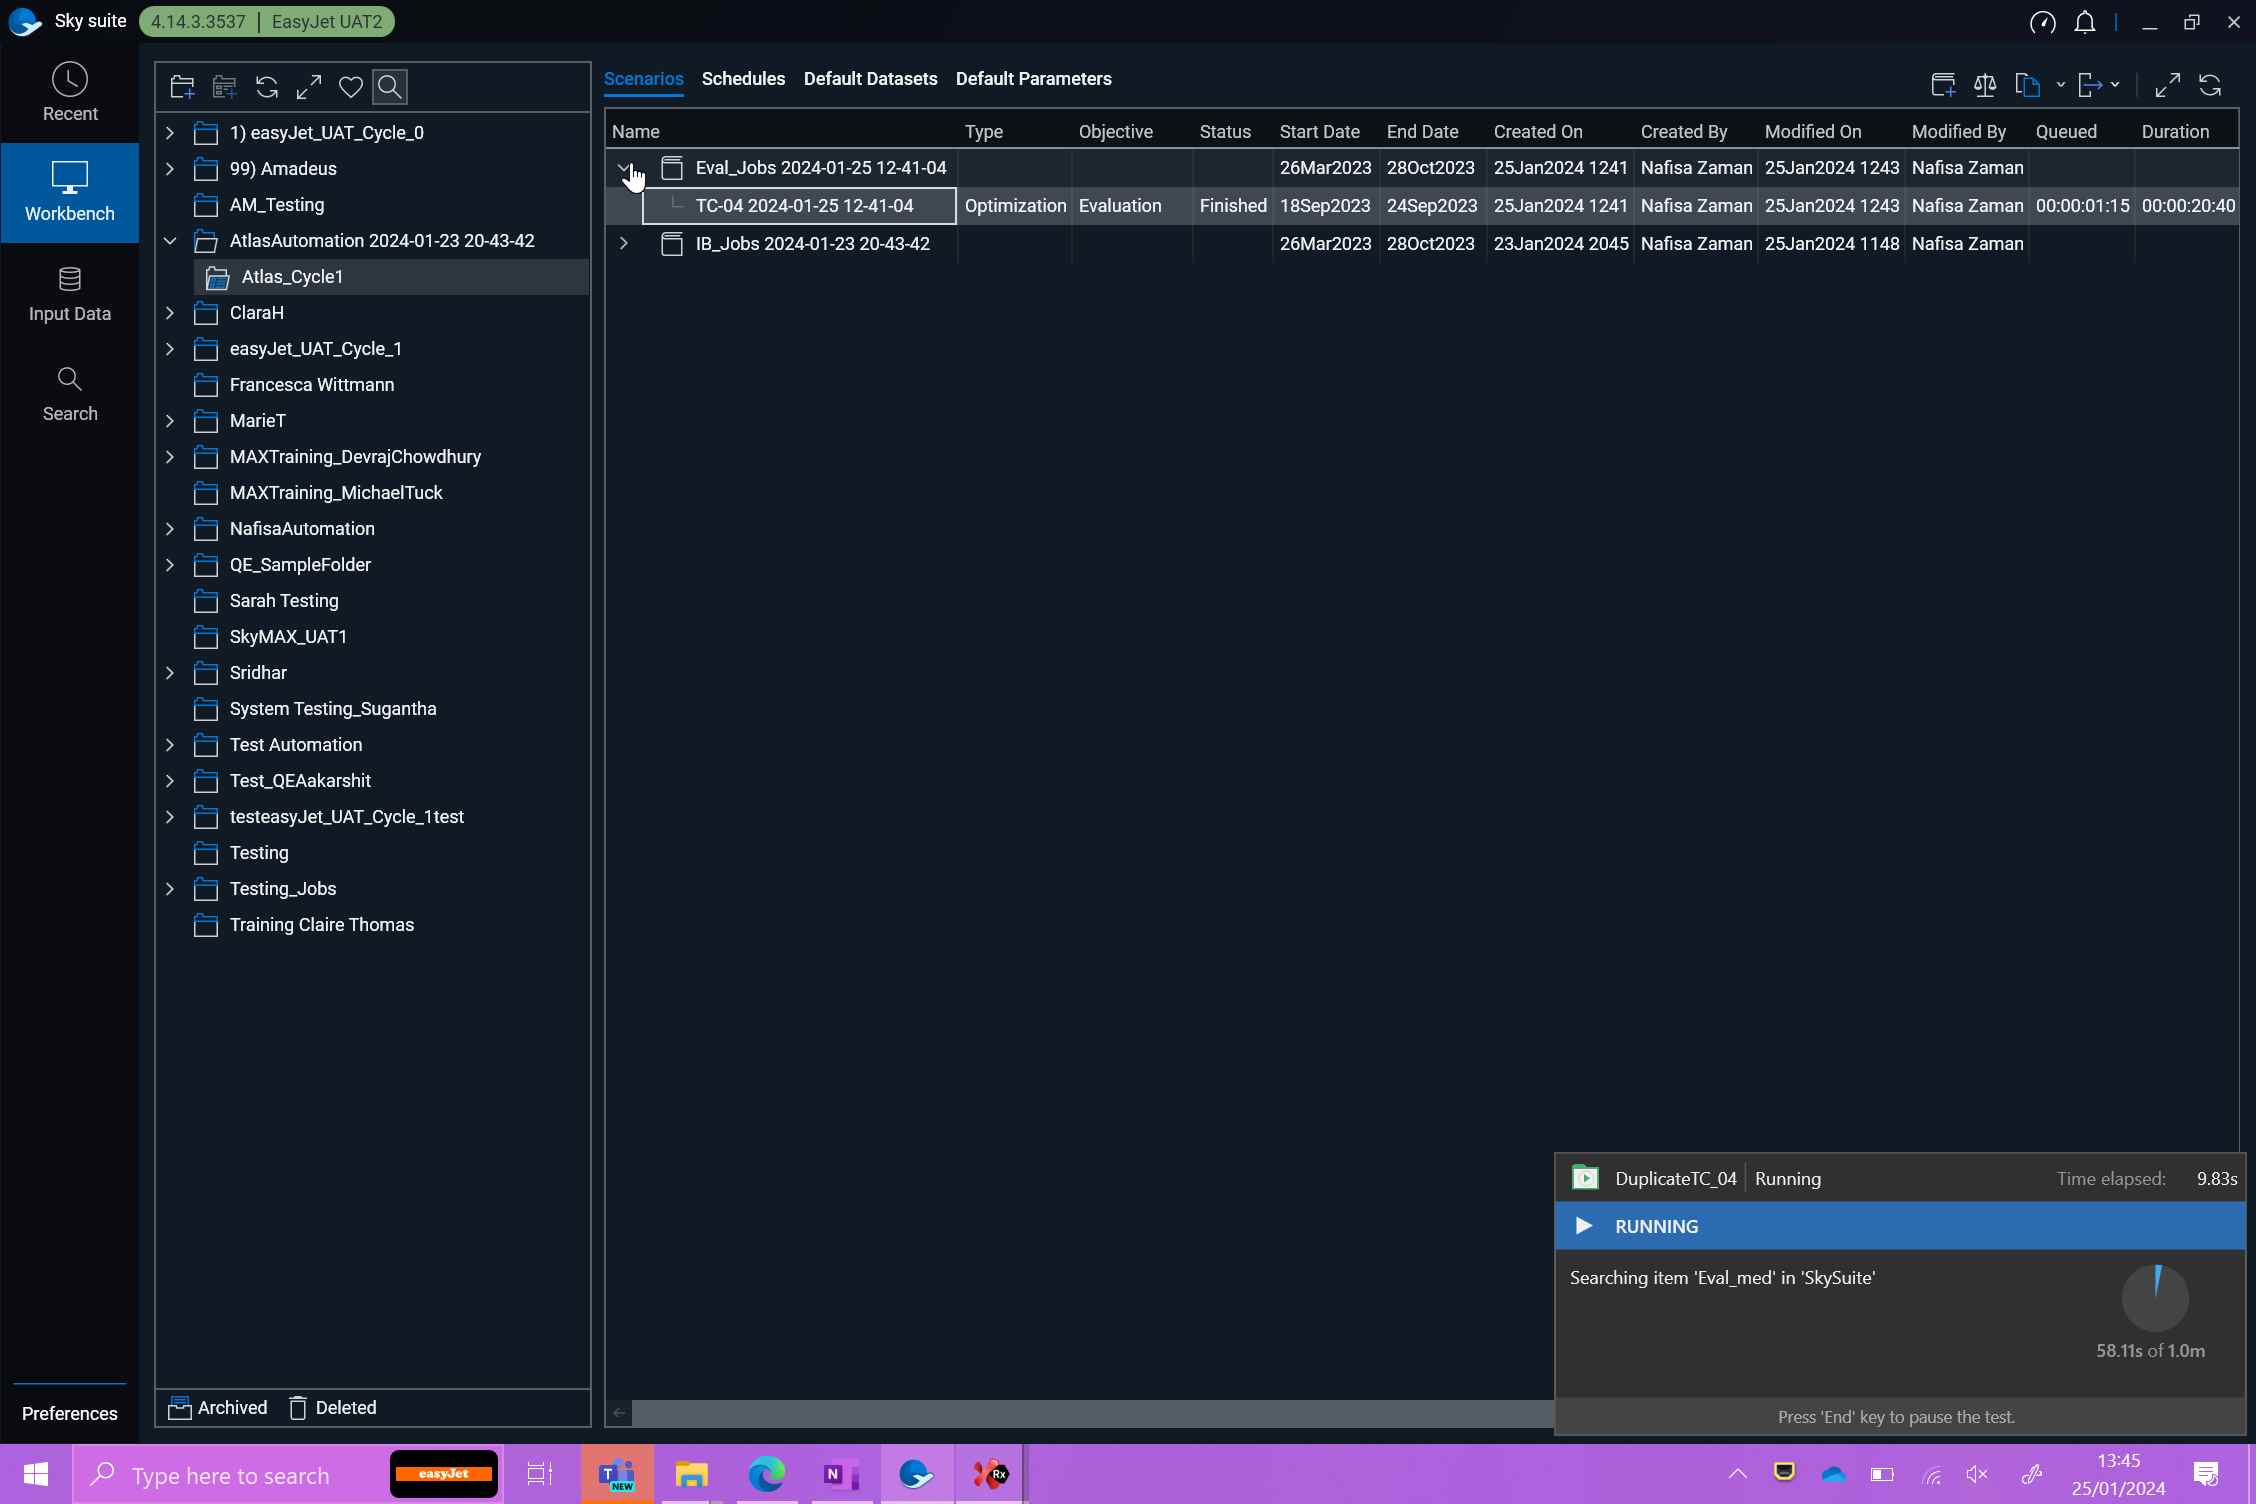 Sky suite 4.14.3.3537 | EasyJet UAT2
Recent
Workbench
Input Data
Search
Preferences
1) easyJet_UAT_Cycle_0
99) Amadeus
AM_Testing
AtlasAutomation 2024-01-23 20-43-42
Atlas_Cycle1
ClaraH
easyJet_UAT_Cycle_1
Francesca Wittmann
MarieT
MAXTraining_DevrajChowdhury
MAXTraining_MichaelTuck
NafisaAutomation
QE_SampleFolder
Sarah Testing
SkyMAX_UAT1
Sridhar
System Testing_Sugantha
Test Automation
Test_QEAakarshit
testeasyJet_UAT_Cycle_1test
Testing
Testing_Jobs
Training Claire Thomas
Archived Deleted
Scenarios Schedules Default Datasets Default Parameters
Name Type Objective Status Start Date End Date Created On Created By Modified On Modified By Queued Duration
Eval_Jobs 2024-01-25 12-41-04 26Mar2023 28Oct2023 25Jan2024 1241 Nafisa Zaman 25Jan2024 1243 Nafisa Zaman
TC-04 2024-01-25 12-41-04 Optimization Evaluation Finished 18Sep2023 24Sep2023 25Jan2024 1241 Nafisa Zaman 25Jan2024 1243 Nafisa Zaman 00:00:01:15 00:00:20:40
IB_Jobs 2024-01-23 20-43-42 26Mar2023 28Oct2023 23Jan2024 2045 Nafisa Zaman 25Jan2024 1148 Nafisa Zaman
DuplicateTC_04 | Running Time elapsed: 9.83s
RUNNING
Searching item 'Eval_med' in 'SkySuite'
58.11s of 1.0m
Press 'End' key to pause the test.
Type here to search
easyJet
T
NEW
N
Rx
13:45
25/01/2024